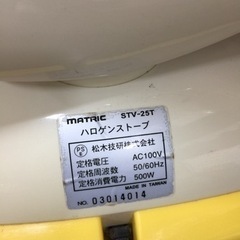 MATRIC STV-25T
ハロゲンストーブ
PSE 松木技研株式会社
定格電圧 AC100V
定格周波数 50/60Hz
定格消費電力 500W
MADE IN TAIWAN
NO. 03014014